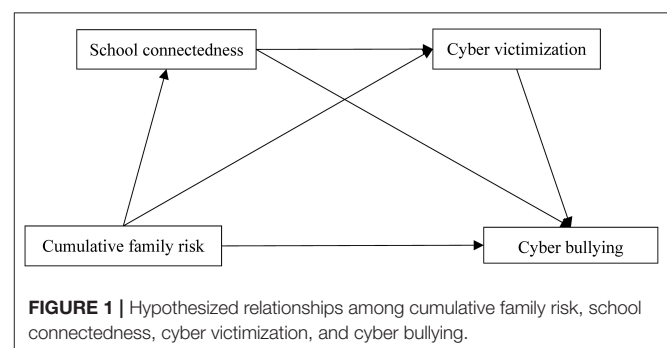 School connectedness
Cyber victimization
Cumulative family risk
Cyber bullying
FIGURE 1 | Hypothesized relationships among cumulative family risk, school
connectedness, cyber victimization, and cyber bullying.